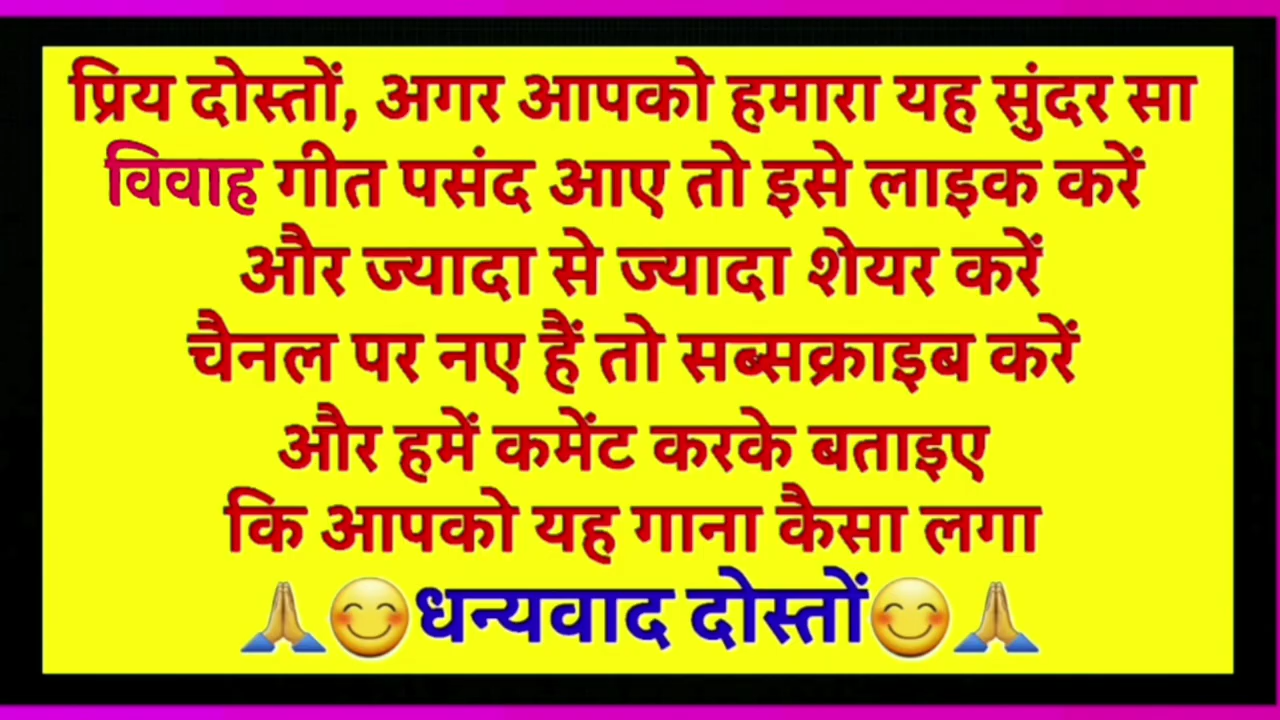 प्रिय दोस्तों, अगर आपको हमारा यह सुंदर सा
विवाह गीत पसंद आए तो इसे लाइक करें
और ज्यादा से ज्यादा शेयर करें
चैनल पर नए हैं तो सब्सक्राइब करें
और हमें कमेंट करके बताइए
कि आपको यह गाना कैसा लगा
🙏😊धन्यवाद दोस्तों😊🙏